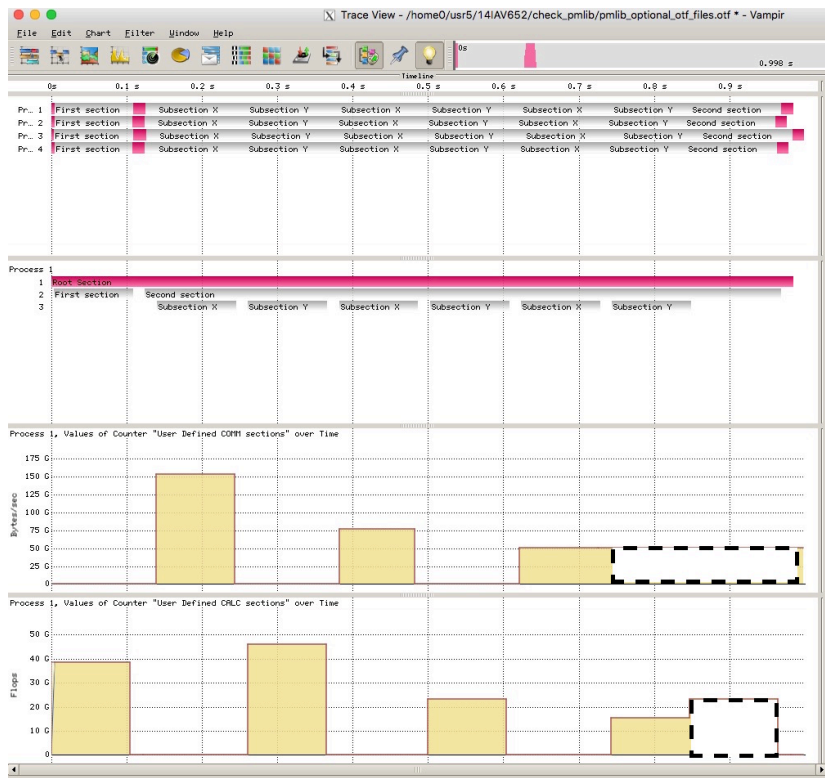 Trace View - /home0/usr5/14IAV652/check_pmlib/pmlib_optional_otf_files.otf * - Vampir
File Edit Chart Filter Window Help
0s
0.998 s
Timeline
0s 0.1 s 0.2 s 0.3 s 0.4 s 0.5 s 0.6 s 0.7 s 0.8 s 0.9 s
Pr… 1 First section Subsection X Subsection Y Subsection X Subsection Y Subsection X Subsection Y Second section
Pr… 2 First section Subsection X Subsection Y Subsection X Subsection Y Subsection X Subsection Y Second section
Pr… 3 First section Subsection X Subsection Y Subsection X Subsection Y Subsection X Subsection Y Second section
Pr… 4 First section Subsection X Subsection Y Subsection X Subsection Y Subsection X Subsection Y Second section
Process 1
1 Root Section
2 First section Second section
3 Subsection X Subsection Y Subsection X Subsection Y Subsection X Subsection Y
Process 1, Values of Counter "User Defined COMM sections" over Time
175 G
150 G
125 G
100 G
75 G
50 G
25 G
0
Bytes/sec
Process 1, Values of Counter "User Defined CALC sections" over Time
50 G
40 G
30 G
20 G
10 G
0
Flops